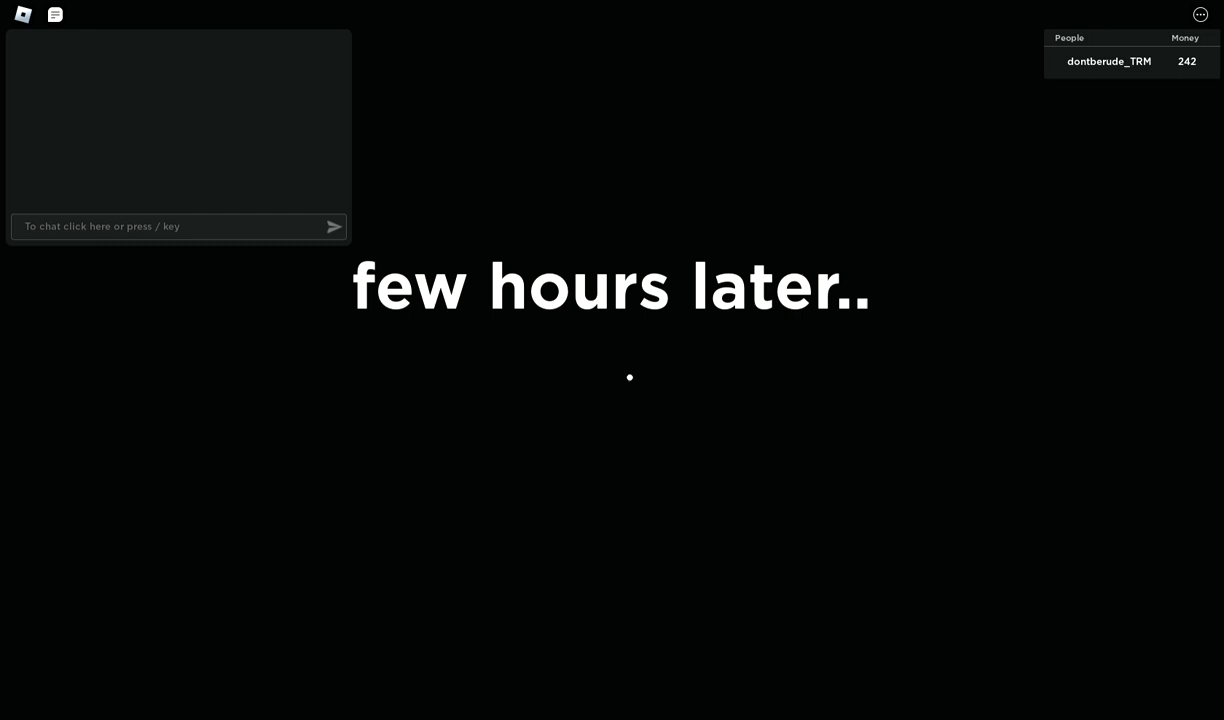 People Money
dontberude_TRM 242
To chat click here or press / key
few hours later..